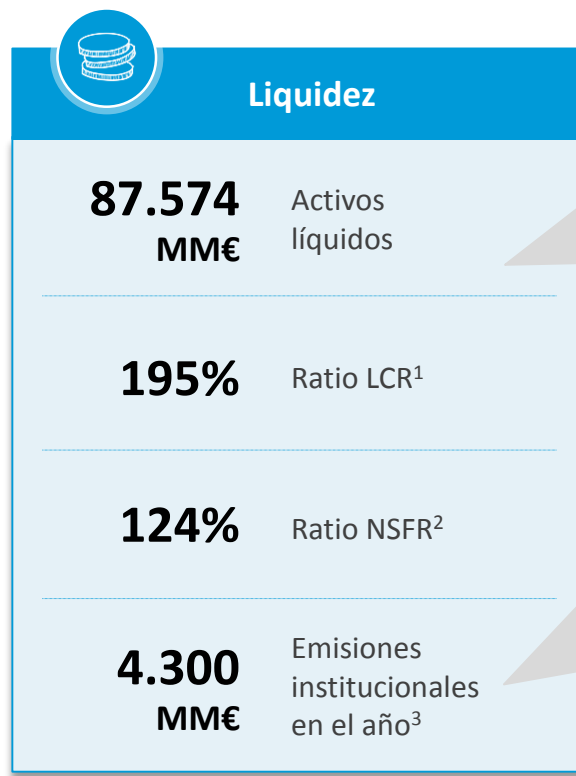 Liquidez
87.574
MM€
Activos
líquidos
195%
Ratio LCR¹
124%
Ratio NSFR²
4.300
MM€
Emisiones
institucionales
en el año³